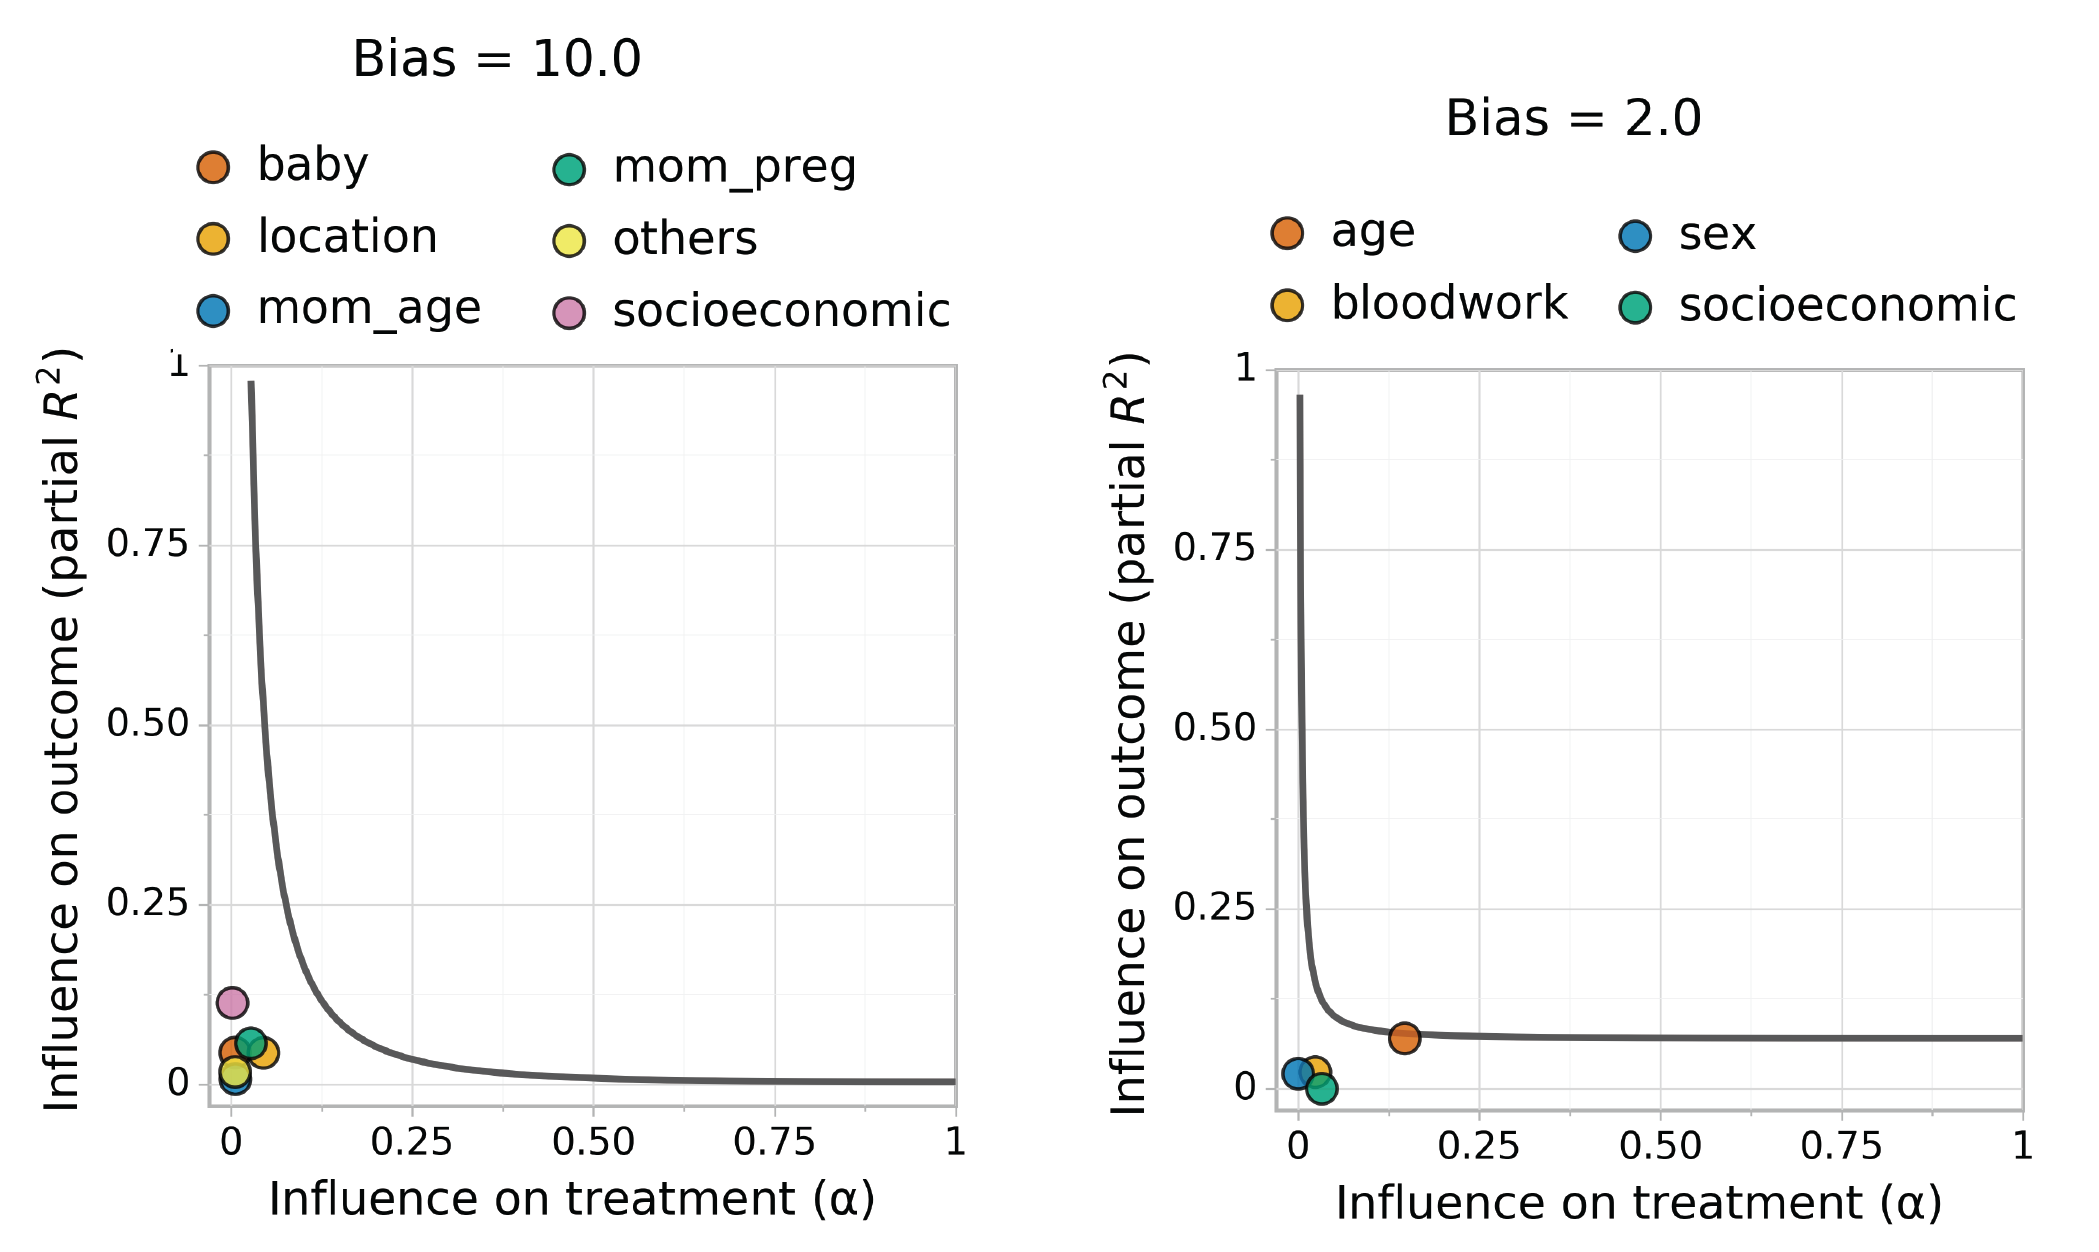 Bias = 10.0
baby
mom_preg
location
others
mom_age
socioeconomic
Influence on outcome (partial R²)
1
0.75
0.50
0.25
0
0 0.25 0.50 0.75 1
Influence on treatment (α)
Bias = 2.0
age
sex
bloodwork
socioeconomic
Influence on outcome (partial R²)
1
0.75
0.50
0.25
0
0 0.25 0.50 0.75 1
Influence on treatment (α)